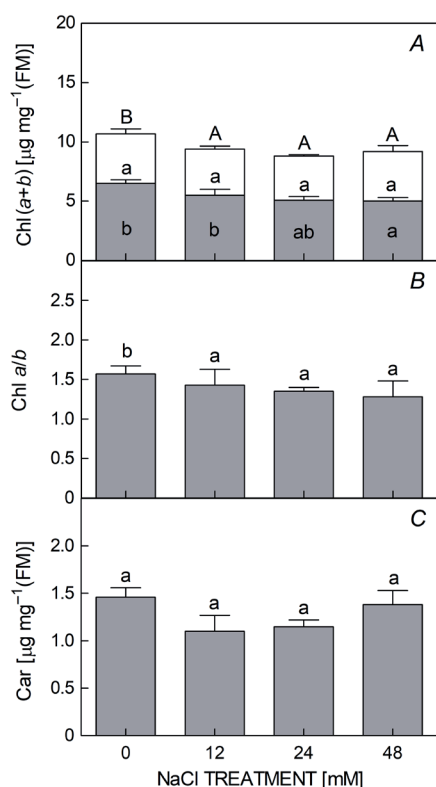 20
A
15
Chl (a+b) [µg mg⁻¹(FM)]
B
A
A
A
10
a
a
a
a
5
b
b
ab
a
0
B
2.5
2.0
Chl a/b
b
a
a
a
1.5
1.0
0.5
0
C
2.0
Car [µg mg⁻¹(FM)]
a
a
a
a
1.5
1.0
0.5
0
0 12 24 48
NaCl TREATMENT [mM]